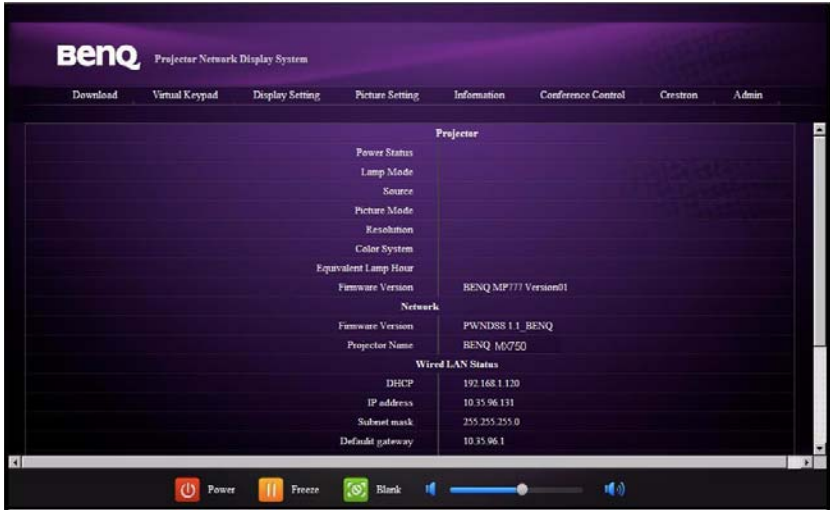 BenQ Projector Network Display System
Download Virtual Keypad Display Setting Picture Setting Information Conference Control Crestron Admin
Projector
Power Status
Lamp Mode
Source
Picture Mode
Resolution
Color System
Equivalent Lamp Hour
Firmware Version BENQ MP777 Version01
Network
Firmware Version PWNDS8 1.1_BENQ
Projector Name BENQ MX750
Wired LAN Status
DHCP 192.168.1.120
IP address 10.35.96.131
Subnet mask 255.255.255.0
Default gateway 10.35.96.1
Power Freeze Blank